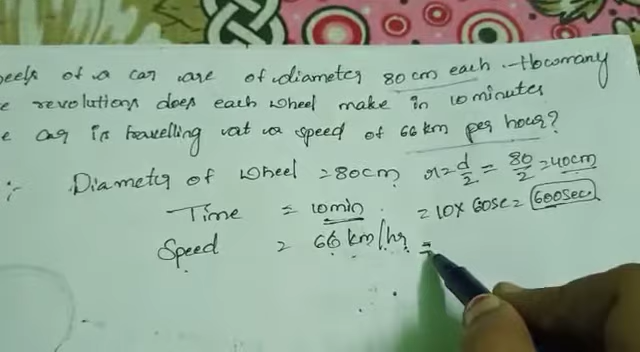 eels of a car are of diameter 80 cm each. How many
e revolutions does each wheel make in 10 minutes
e car is travelling at a speed of 66 km per hour?
:- Diameter of wheel = 80cm r = d/2 = 80/2 = 40cm
Time = 10min = 10 x 60sec = 600sec
Speed = 66 km/hr =